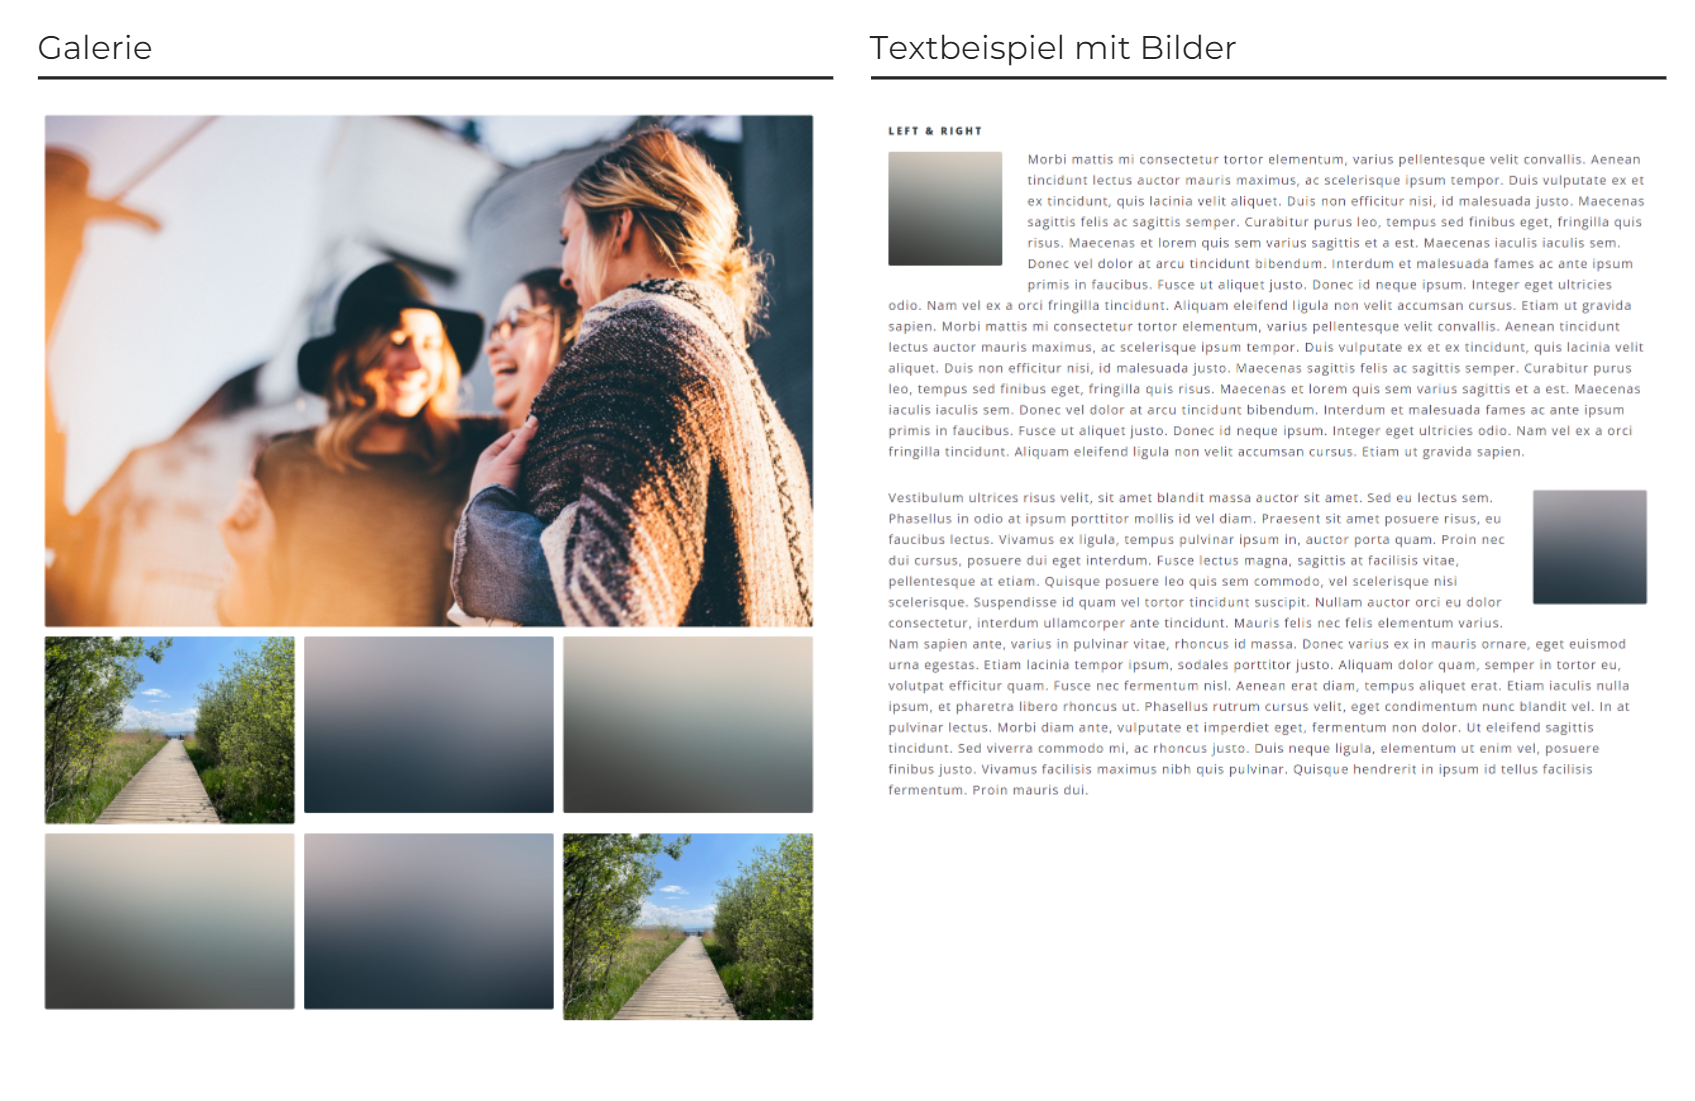 Galerie
Textbeispiel mit Bilder
LEFT & RIGHT
Morbi mattis mi consectetur tortor elementum, varius pellentesque velit convallis. Aenean
tincidunt lectus auctor mauris maximus, ac scelerisque ipsum tempor. Duis vulputate ex et
ex tincidunt, quis lacinia velit aliquet. Duis non efficitur nisi, id malesuada justo. Maecenas
sagittis felis ac sagittis semper. Curabitur purus leo, tempus sed finibus eget, fringilla quis
risus. Maecenas et lorem quis sem varius sagittis et a est. Maecenas iaculis iaculis sem.
Donec vel dolor at arcu tincidunt bibendum. Interdum et malesuada fames ac ante ipsum
primis in faucibus. Fusce ut aliquet justo. Donec id neque ipsum. Integer eget ultricies
odio. Nam vel ex a orci fringilla tincidunt. Aliquam eleifend ligula non velit accumsan cursus. Etiam ut gravida
sapien. Morbi mattis mi consectetur tortor elementum, varius pellentesque velit convallis. Aenean tincidunt
lectus auctor mauris maximus, ac scelerisque ipsum tempor. Duis vulputate ex et ex tincidunt, quis lacinia velit
aliquet. Duis non efficitur nisi, id malesuada justo. Maecenas sagittis felis ac sagittis semper. Curabitur purus
leo, tempus sed finibus eget, fringilla quis risus. Maecenas et lorem quis sem varius sagittis et a est. Maecenas
iaculis iaculis sem. Donec vel dolor at arcu tincidunt bibendum. Interdum et malesuada fames ac ante ipsum
primis in faucibus. Fusce ut aliquet justo. Donec id neque ipsum. Integer eget ultricies odio. Nam vel ex a orci
fringilla tincidunt. Aliquam eleifend ligula non velit accumsan cursus. Etiam ut gravida sapien.
Vestibulum ultrices risus velit, sit amet blandit massa auctor sit amet. Sed eu lectus sem.
Phasellus in odio at ipsum porttitor mollis id vel diam. Praesent sit amet posuere risus, eu
faucibus lectus. Vivamus ex ligula, tempus pulvinar ipsum in, auctor porta quam. Proin nec
dui cursus, posuere dui eget interdum. Fusce lectus magna, sagittis at facilisis vitae,
pellentesque at etiam. Quisque posuere leo quis sem commodo, vel scelerisque nisi
scelerisque. Suspendisse id quam vel tortor tincidunt suscipit. Nullam auctor orci eu dolor
consectetur, interdum ullamcorper ante tincidunt. Mauris felis nec felis elementum varius.
Nam sapien ante, varius in pulvinar vitae, rhoncus id massa. Donec varius ex in mauris ornare, eget euismod
urna egestas. Etiam lacinia tempor ipsum, sodales porttitor justo. Aliquam dolor quam, semper in tortor eu,
volutpat efficitur quam. Fusce nec fermentum nisl. Aenean erat diam, tempus aliquet erat. Etiam iaculis nulla
ipsum, et pharetra libero rhoncus ut. Phasellus rutrum cursus velit, eget condimentum nunc blandit vel. In at
pulvinar lectus. Morbi diam ante, vulputate et imperdiet eget, fermentum non dolor. Ut eleifend sagittis
tincidunt. Sed viverra commodo mi, ac rhoncus justo. Duis neque ligula, elementum ut enim vel, posuere
finibus justo. Vivamus facilisis maximus nibh quis pulvinar. Quisque hendrerit in ipsum id tellus facilisis
fermentum. Proin mauris dui.